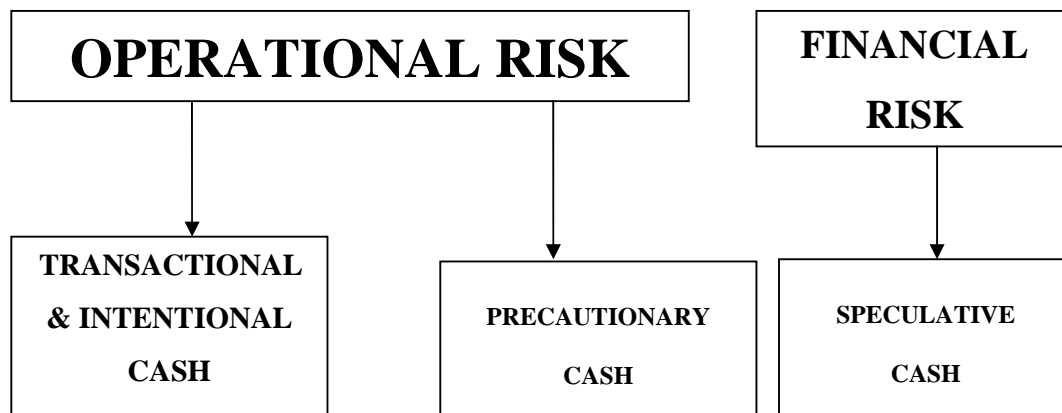 OPERATIONAL RISK
FINANCIAL
RISK
TRANSACTIONAL
& INTENTIONAL
CASH
PRECAUTIONARY
CASH
SPECULATIVE
CASH